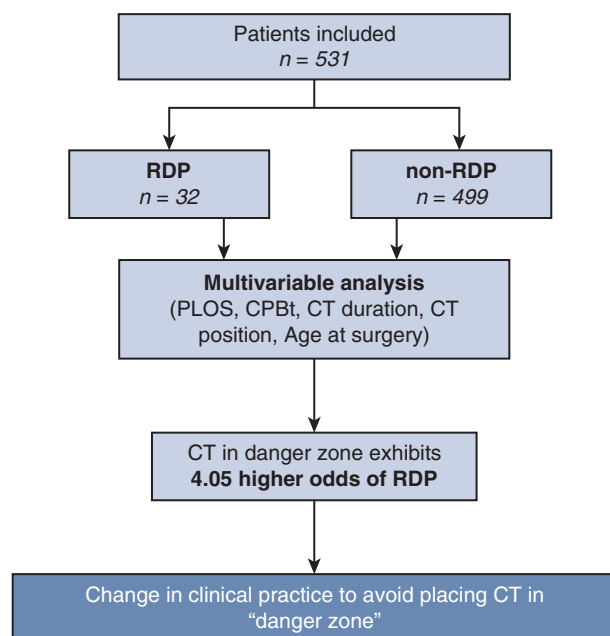 Patients included
n = 531
RDP
n = 32
non-RDP
n = 499
Multivariable analysis
(PLOS, CPBt, CT duration, CT
position, Age at surgery)
CT in danger zone exhibits
4.05 higher odds of RDP
Change in clinical practice to avoid placing CT in
“danger zone”